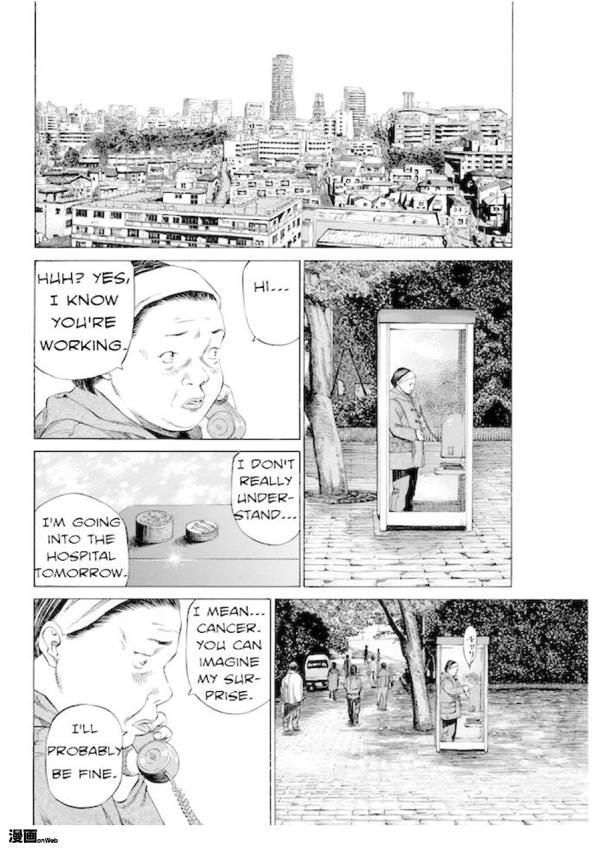 HI...
HUH? YES,
I KNOW
YOU'RE
WORKING.
I DON'T
REALLY
UNDER-
STAND...
I'M GOING
INTO THE
HOSPITAL
TOMORROW.
I MEAN...
CANCER.
YOU CAN
IMAGINE
MY SUR-
PRISE.
I'LL
PROBABLY
BE FINE.
漫画onWeb